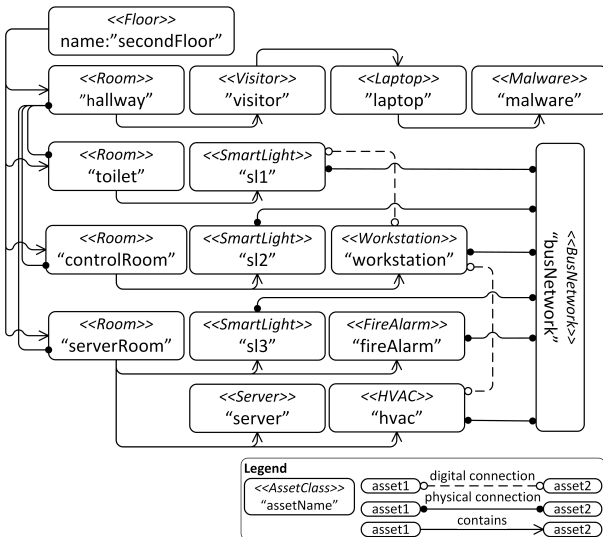 <<Floor>>
name:”secondFloor”
<<Room>>
”hallway”
<<Visitor>>
”visitor”
<<Laptop>>
”laptop”
<<Malware>>
”malware”
<<Room>>
“toilet”
<<SmartLight>>
“sl1”
<<Room>>
“controlRoom”
<<SmartLight>>
“sl2”
<<Workstation>>
“workstation”
<<BusNetwork>>
“busNetwork”
<<Room>>
“serverRoom”
<<SmartLight>>
“sl3”
<<FireAlarm>>
“fireAlarm”
<<Server>>
“server”
<<HVAC>>
“hvac”
Legend
<<AssetClass>>
“assetName”
asset1 digital connection asset2
asset1 physical connection asset2
asset1 contains asset2